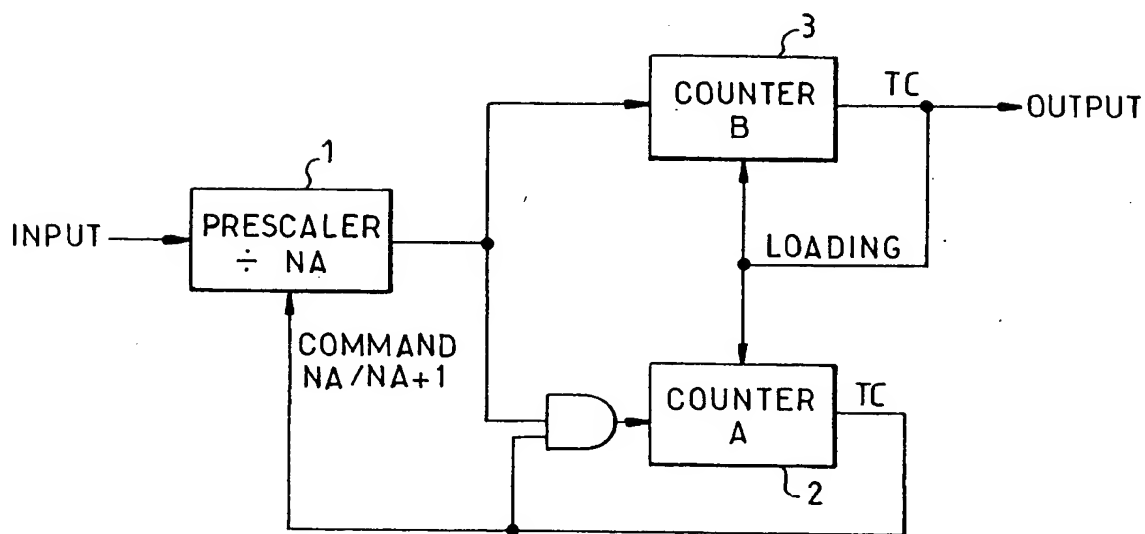 3
COUNTER
B
TC
OUTPUT
1
INPUT
PRESCALER
÷ NA
LOADING
COMMAND
NA/NA+1
COUNTER
A
TC
2